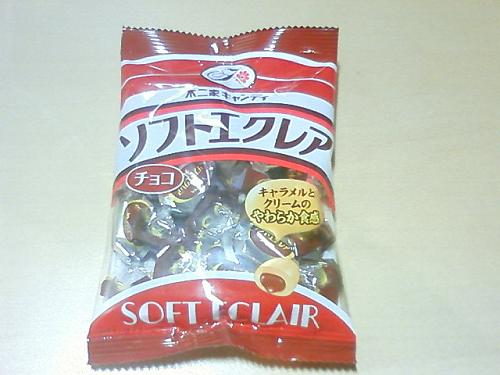 不二家キャンディ
ソフトエクレア
チョコ
キャラメルと
クリームの
やわらか食感
SOFT ECLAIR